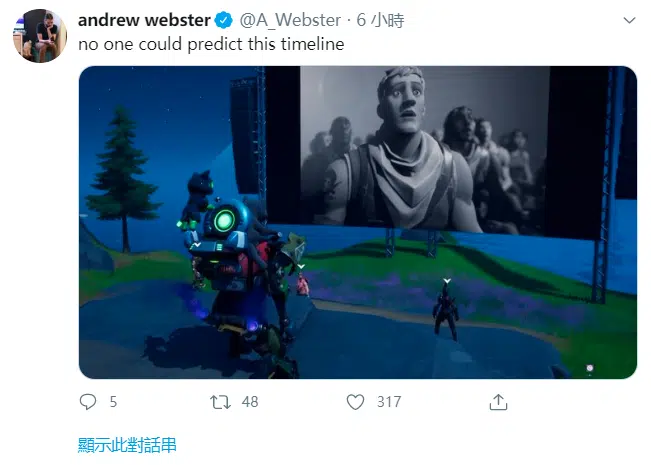 andrew webster @A_Webster · 6 小時
no one could predict this timeline
5 48 317
顯示此對話串